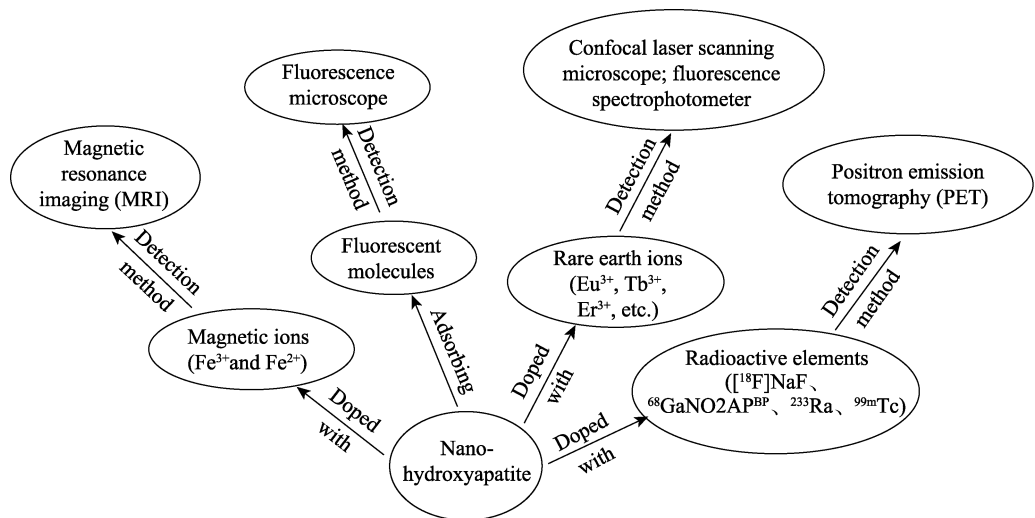 Confocal laser scanning
microscope; fluorescence
spectrophotometer
Fluorescence
microscope
Magnetic
resonance
imaging (MRI)
Positron emission
tomography (PET)
Detection
method
Detection
method
Detection
method
Detection
method
Fluorescent
molecules
Rare earth ions
(Eu³⁺, Tb³⁺,
Er³⁺, etc.)
Magnetic ions
(Fe³⁺and Fe²⁺)
Radioactive elements
([¹⁸F]NaF、
⁶⁸GaNO2APᴮᴾ、²³³Ra、⁹⁹ᵐTc)
Doped
with
Adsorbing
Doped
with
Doped
with
Nano-
hydroxyapatite